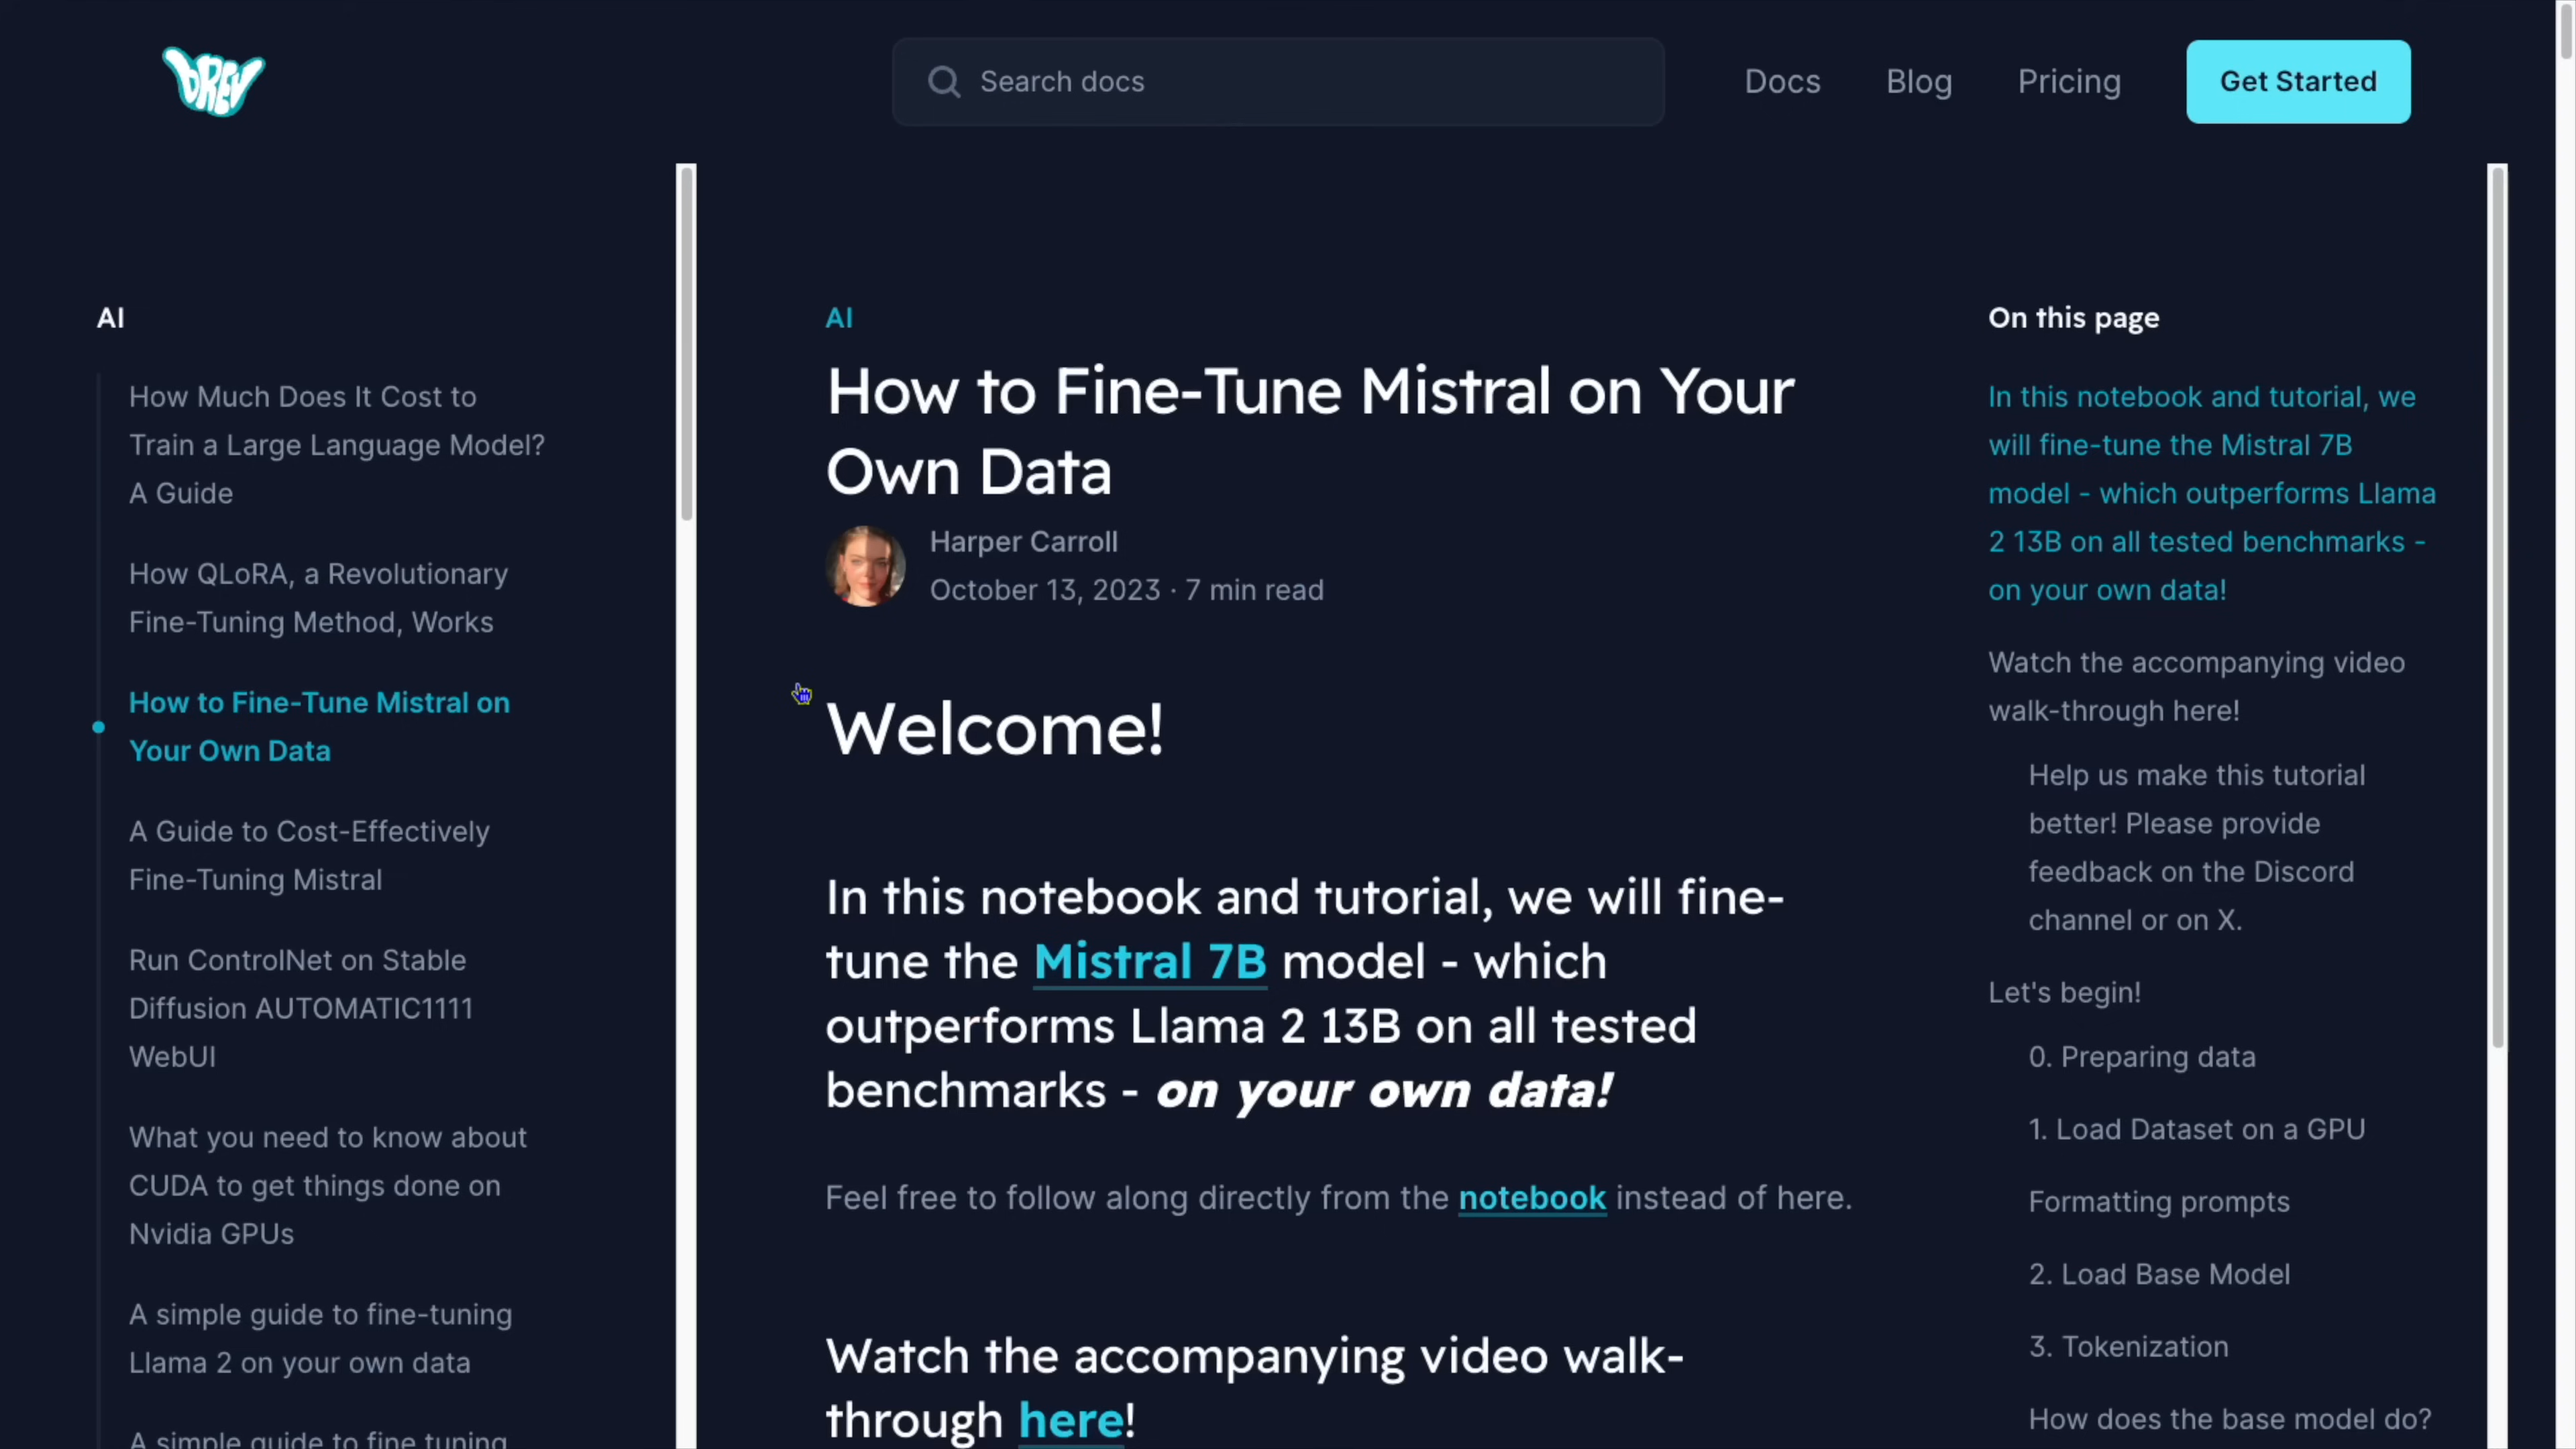 BREV
Search docs
Docs
Blog
Pricing
Get Started
AI
How Much Does It Cost to
Train a Large Language Model?
A Guide
How QLoRA, a Revolutionary
Fine-Tuning Method, Works
How to Fine-Tune Mistral on
Your Own Data
A Guide to Cost-Effectively
Fine-Tuning Mistral
Run ControlNet on Stable
Diffusion AUTOMATIC1111
WebUI
What you need to know about
CUDA to get things done on
Nvidia GPUs
A simple guide to fine-tuning
Llama 2 on your own data
A simple guide to fine tuning
AI
How to Fine-Tune Mistral on Your
Own Data
Harper Carroll
October 13, 2023 · 7 min read
Welcome!
In this notebook and tutorial, we will fine-
tune the Mistral 7B model - which
outperforms Llama 2 13B on all tested
benchmarks - on your own data!
Feel free to follow along directly from the notebook instead of here.
Watch the accompanying video walk-
through here!
On this page
In this notebook and tutorial, we
will fine-tune the Mistral 7B
model - which outperforms Llama
2 13B on all tested benchmarks -
on your own data!
Watch the accompanying video
walk-through here!
Help us make this tutorial
better! Please provide
feedback on the Discord
channel or on X.
Let's begin!
0. Preparing data
1. Load Dataset on a GPU
Formatting prompts
2. Load Base Model
3. Tokenization
How does the base model do?